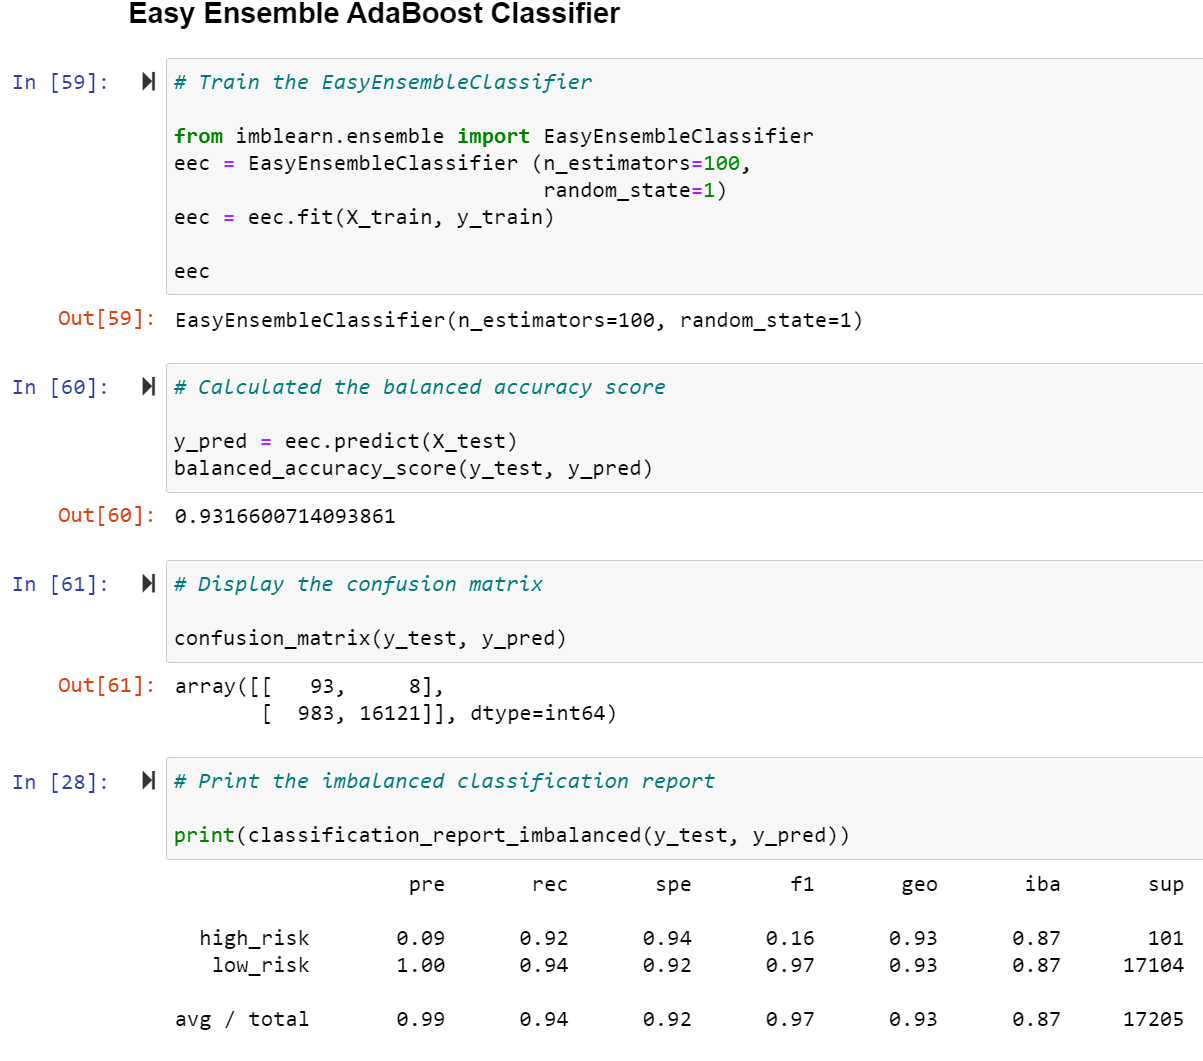 Easy Ensemble AdaBoost Classifier
In [59]: # Train the EasyEnsembleClassifier
from imblearn.ensemble import EasyEnsembleClassifier
eec = EasyEnsembleClassifier (n_estimators=100,
random_state=1)
eec = eec.fit(X_train, y_train)
eec
Out[59]: EasyEnsembleClassifier(n_estimators=100, random_state=1)
In [60]: # Calculated the balanced accuracy score
y_pred = eec.predict(X_test)
balanced_accuracy_score(y_test, y_pred)
Out[60]: 0.9316600714093861
In [61]: # Display the confusion matrix
confusion_matrix(y_test, y_pred)
Out[61]: array([[   93,     8],
[  983, 16121]], dtype=int64)
In [28]: # Print the imbalanced classification report
print(classification_report_imbalanced(y_test, y_pred))
pre rec spe f1 geo iba sup
high_risk 0.09 0.92 0.94 0.16 0.93 0.87 101
low_risk 1.00 0.94 0.92 0.97 0.93 0.87 17104
avg / total 0.99 0.94 0.92 0.97 0.93 0.87 17205